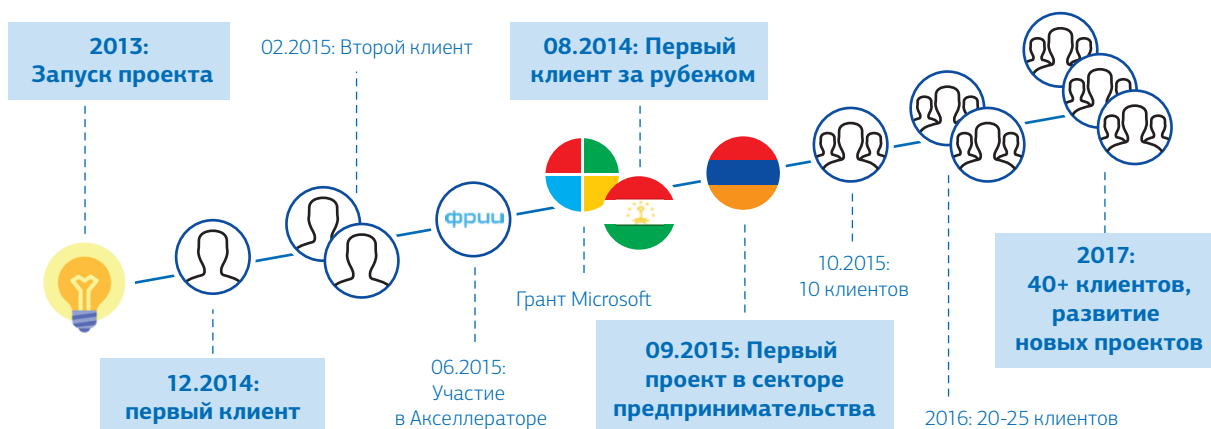 2013:
Запуск проекта
12.2014:
первый клиент
02.2015: Второй клиент
фрии
06.2015:
Участие
в Акселлераторе
Грант Microsoft
08.2014: Первый
клиент за рубежом
09.2015: Первый
проект в секторе
предпринимательства
10.2015:
10 клиентов
2016: 20-25 клиентов
2017:
40+ клиентов,
развитие
новых проектов